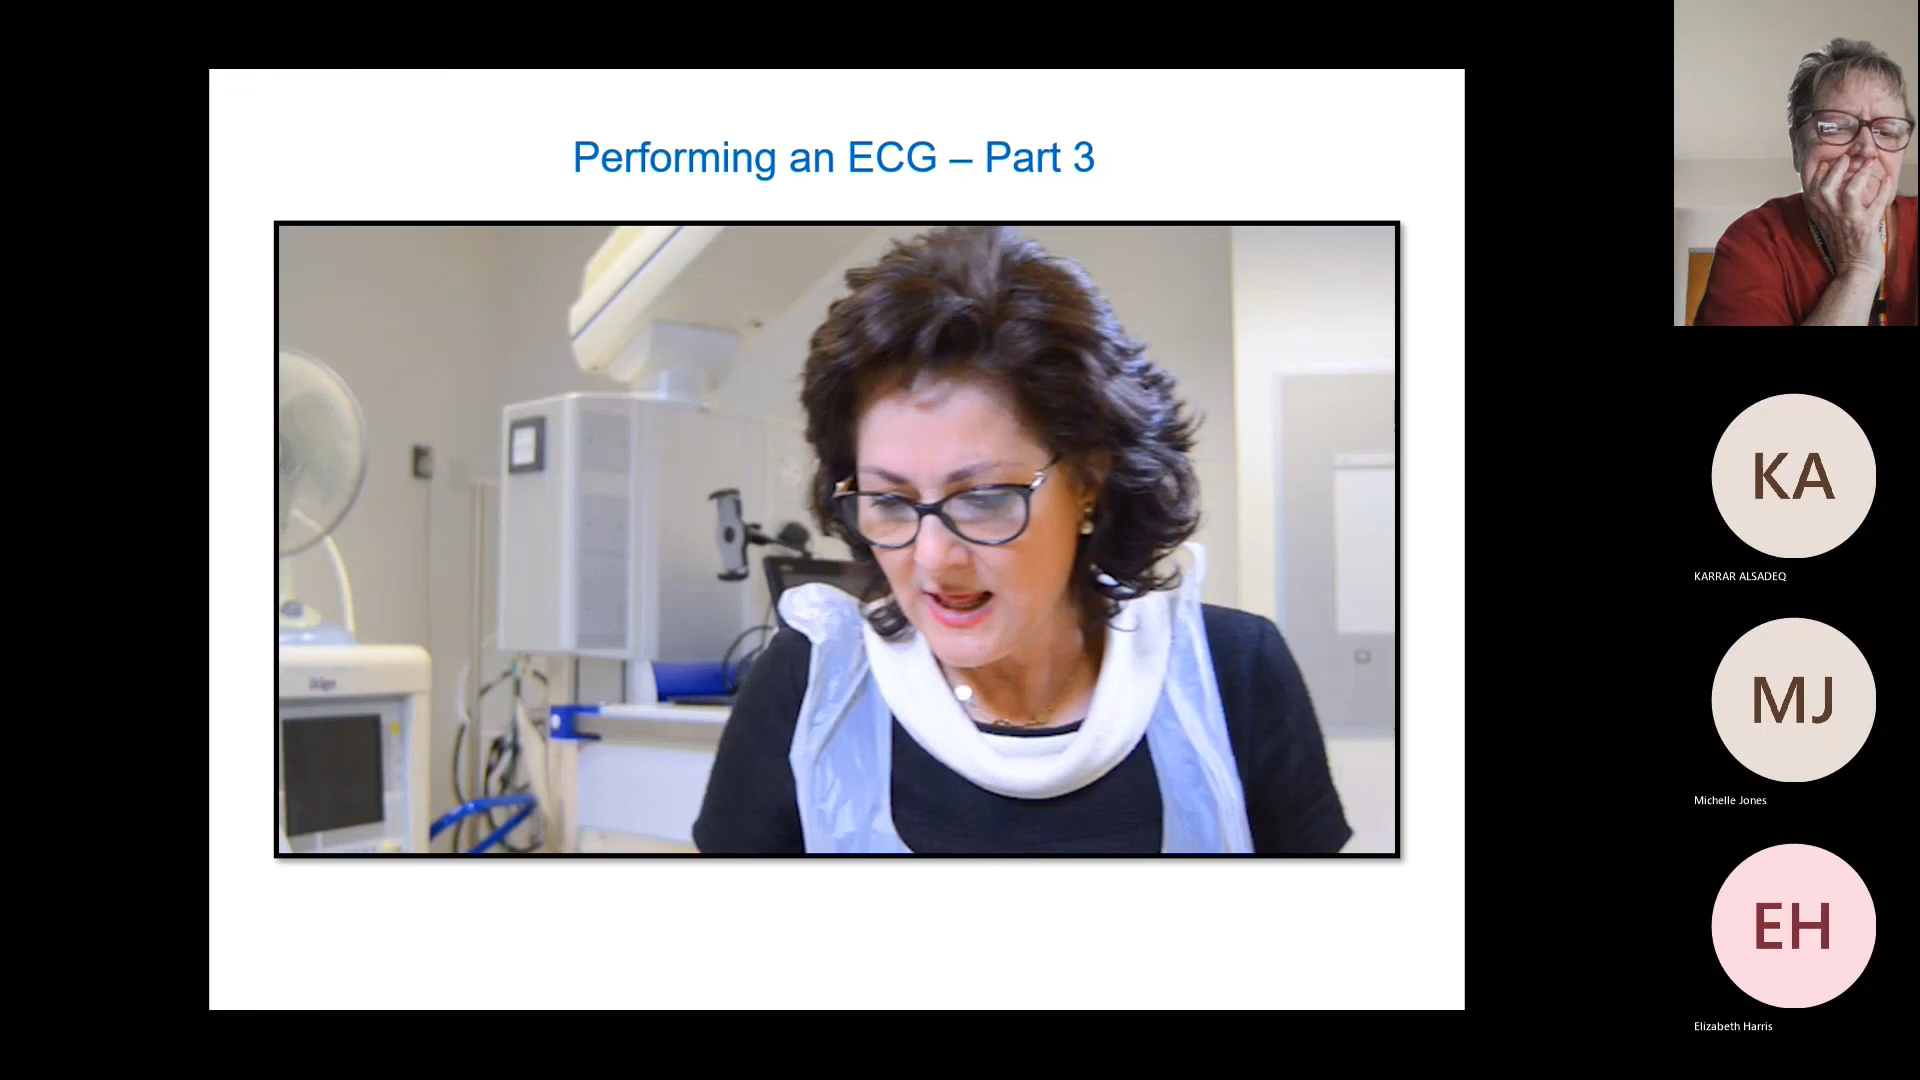 Performing an ECG – Part 3
KA
KARRAR ALSADEQ
MJ
Michelle Jones
EH
Elizabeth Harris